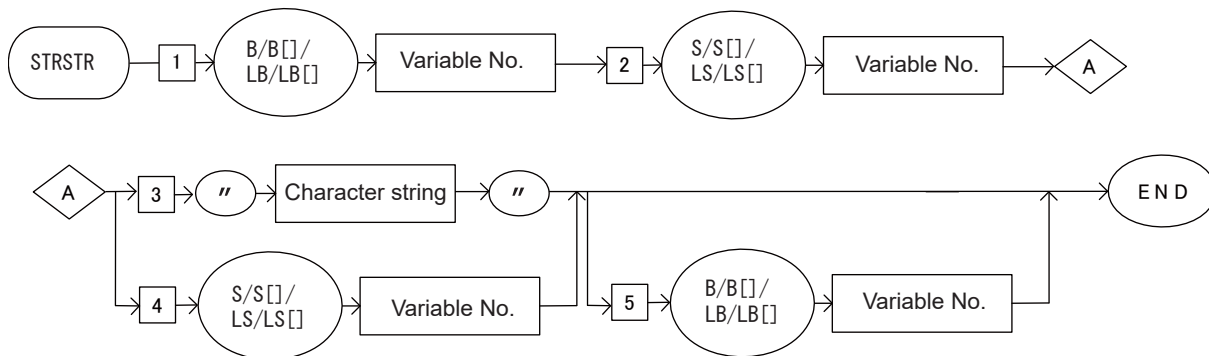 STRSTR
1
B/B[]/
LB/LB[]
Variable No.
2
S/S[]/
LS/LS[]
Variable No.
A
A
3
〃
Character string
〃
END
4
S/S[]/
LS/LS[]
Variable No.
5
B/B[]/
LB/LB[]
Variable No.